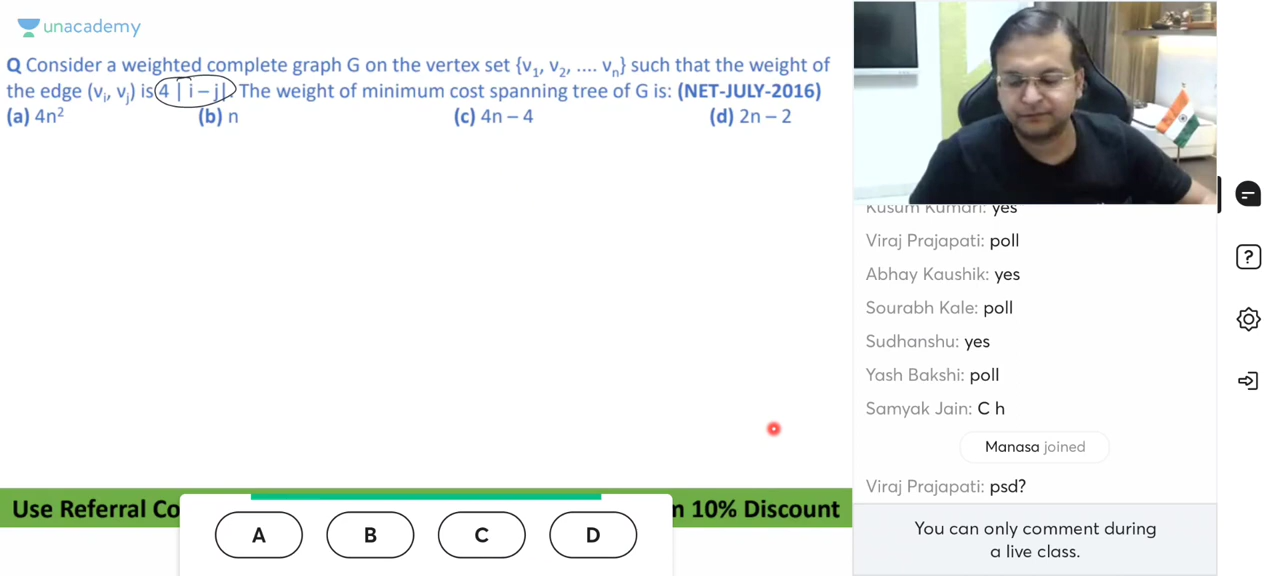 unacademy
Q Consider a weighted complete graph G on the vertex set {v₁, v₂, .... vₙ} such that the weight of
the edge (vᵢ, vⱼ) is 4 | i – j|. The weight of minimum cost spanning tree of G is: (NET-JULY-2016)
(a) 4n² (b) n (c) 4n – 4 (d) 2n – 2
Kusum Kumari: yes
Viraj Prajapati: poll
Abhay Kaushik: yes
Sourabh Kale: poll
Sudhanshu: yes
Yash Bakshi: poll
Samyak Jain: C h
Manasa joined
Viraj Prajapati: psd?
You can only comment during
a live class.
Use Referral Co
10% Discount
A B C D
?